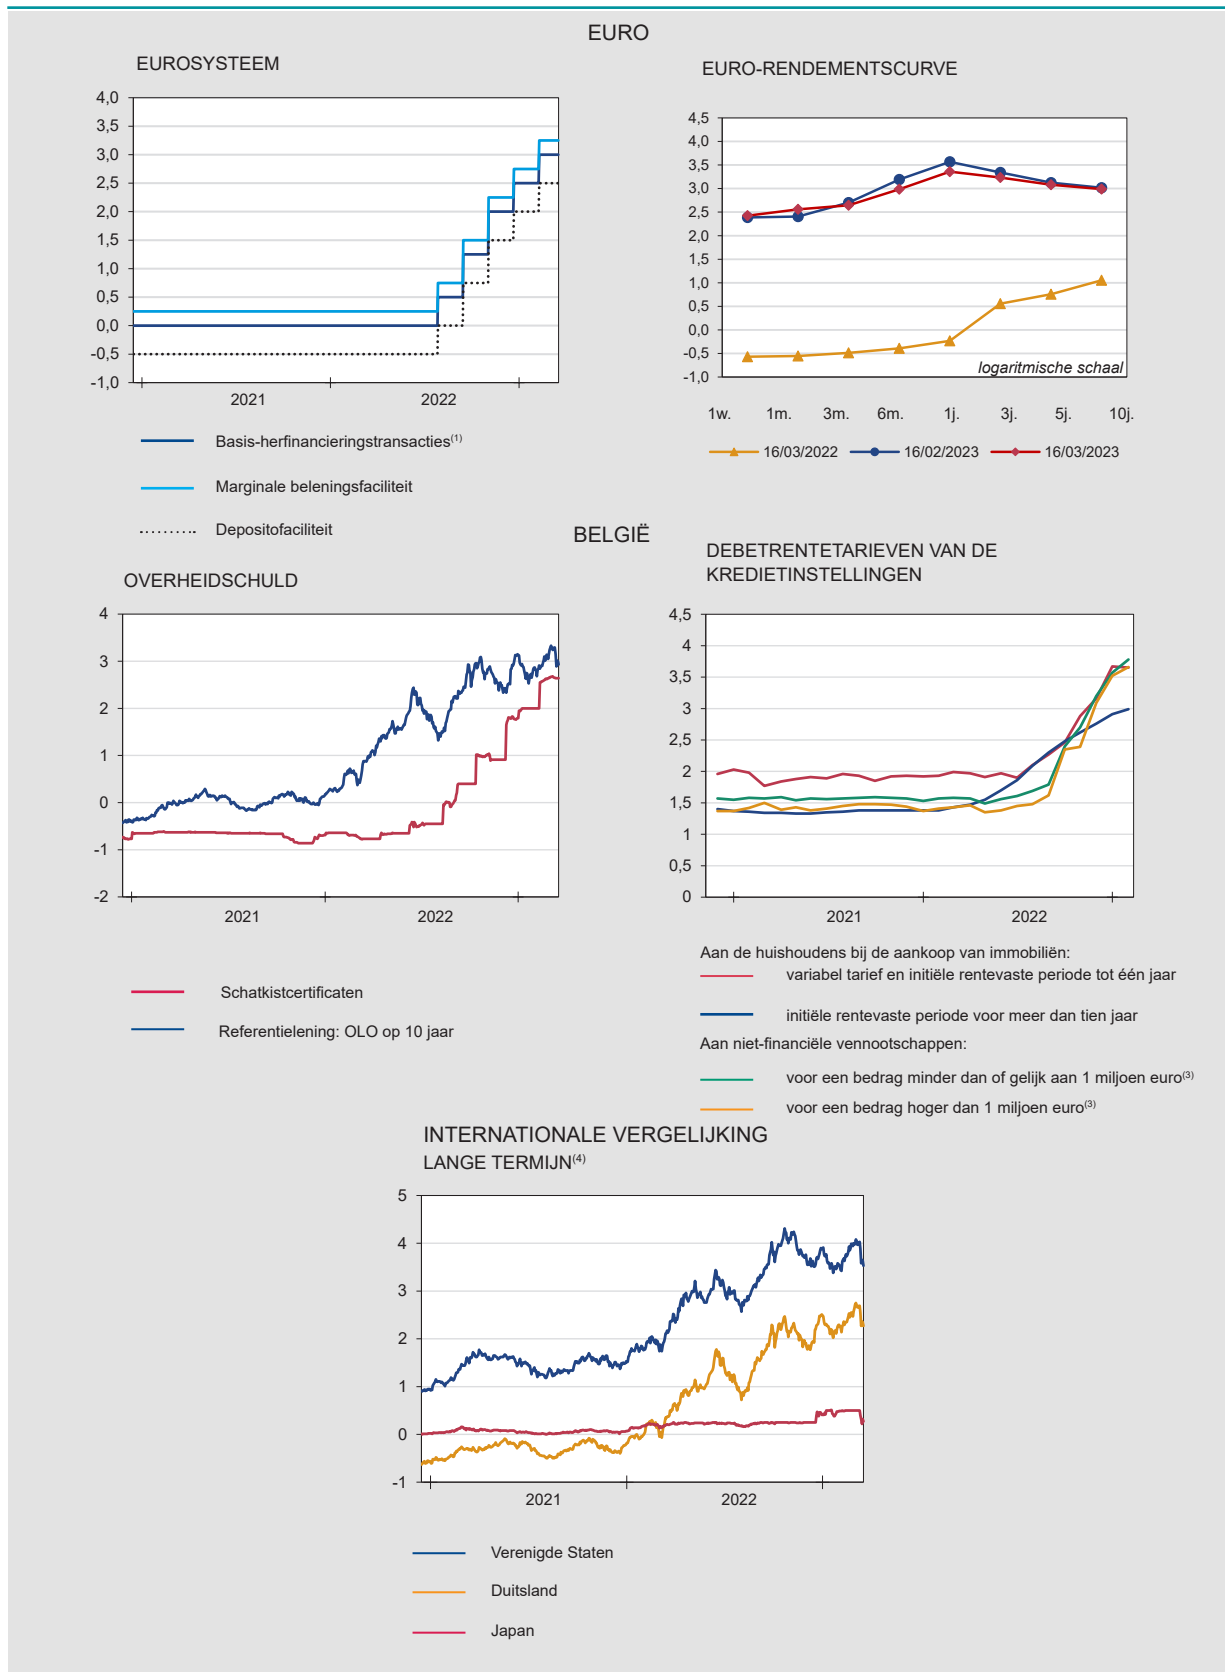 EURO
EUROSYSTEEM
4,0
3,5
3,0
2,5
2,0
1,5
1,0
0,5
0,0
-0,5
-1,0
2021 2022
Basis-herfinancieringstransacties(1)
Marginale beleningsfaciliteit
Depositofaciliteit
EURO-RENDEMENTSCURVE
4,5
4,0
3,5
3,0
2,5
2,0
1,5
1,0
0,5
0,0
-0,5
-1,0
logaritmische schaal
1w. 1m. 3m. 6m. 1j. 3j. 5j. 10j.
16/03/2022 16/02/2023 16/03/2023
BELGIË
OVERHEIDSCHULD
4
3
2
1
0
-1
-2
2021 2022
Schatkistcertificaten
Referentielening: OLO op 10 jaar
DEBETRENTETARIEVEN VAN DE
KREDIETINSTELLINGEN
4,5
4
3,5
3
2,5
2
1,5
1
0,5
0
2021 2022
Aan de huishoudens bij de aankoop van immobiliën:
variabel tarief en initiële rentevaste periode tot één jaar
initiële rentevaste periode voor meer dan tien jaar
Aan niet-financiële vennootschappen:
voor een bedrag minder dan of gelijk aan 1 miljoen euro(3)
voor een bedrag hoger dan 1 miljoen euro(3)
INTERNATIONALE VERGELIJKING
LANGE TERMIJN(4)
5
4
3
2
1
0
-1
2021 2022
Verenigde Staten
Duitsland
Japan